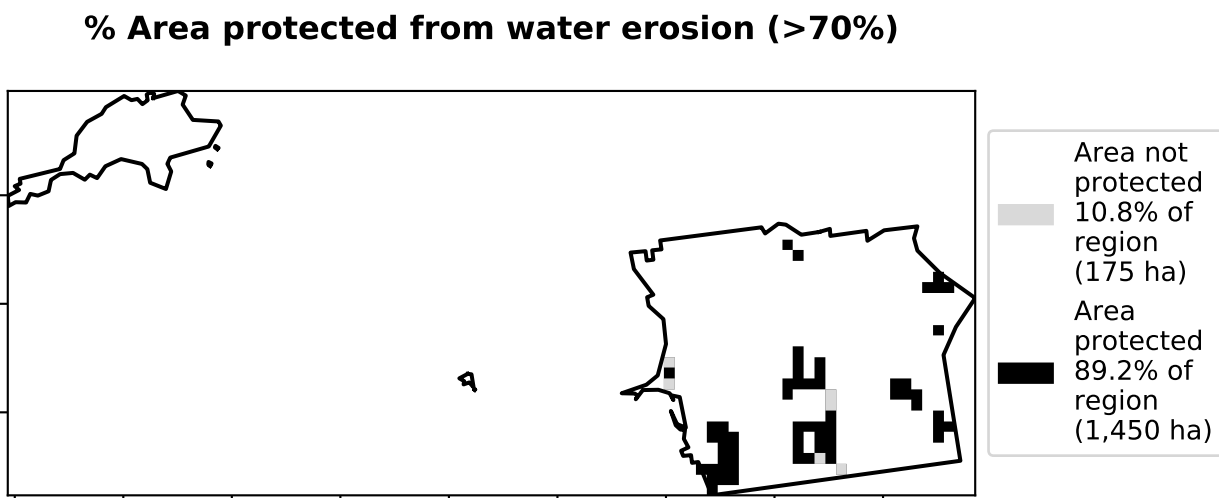 % Area protected from water erosion (>70%)
Area not
protected
10.8% of
region
(175 ha)
Area
protected
89.2% of
region
(1,450 ha)